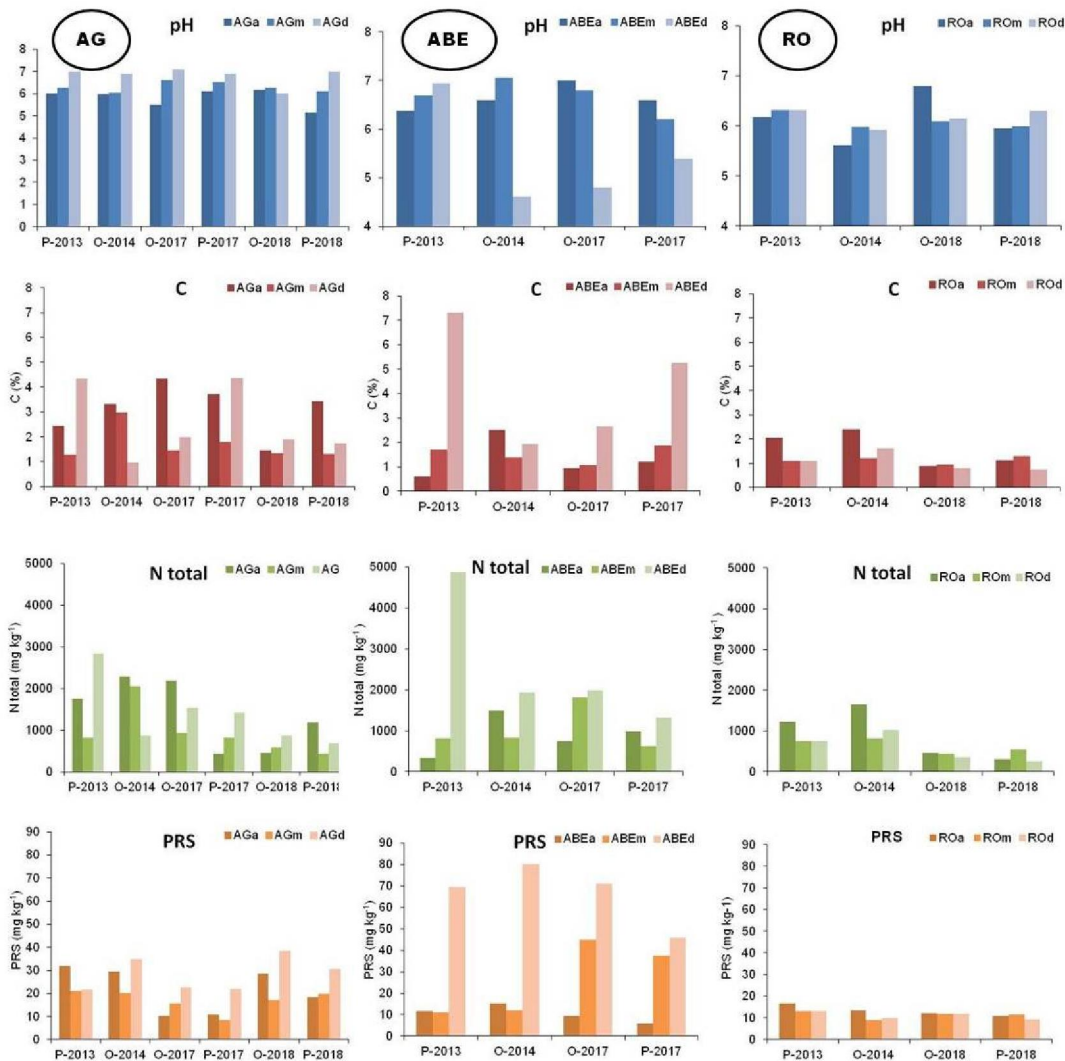 AG
pH
AGa AGm AGd
8
7
6
5
4
3
2
1
0
P-2013 O-2014 O-2017 P-2017 O-2018 P-2018
ABE
pH
ABEa ABEm ABEd
8
7
6
5
4
P-2013 O-2014 O-2017 P-2017
RO
pH
ROa ROm ROd
8
7
6
5
4
P-2013 O-2014 O-2018 P-2018
C
AGa AGm AGd
C (%)
8
7
6
5
4
3
2
1
0
P-2013 O-2014 O-2017 P-2017 O-2018 P-2018
C
ABEa ABEm ABEd
C (%)
8
7
6
5
4
3
2
1
0
P-2013 O-2014 O-2017 P-2017
C
ROa ROm ROd
C (%)
8
7
6
5
4
3
2
1
0
P-2013 O-2014 O-2018 P-2018
N total
AGa AGm AG
N total (mg kg⁻¹)
5000
4000
3000
2000
1000
0
P-2013 O-2014 O-2017 P-2017 O-2018 P-2018
N total
ABEa ABEm ABEd
N total (mg kg⁻¹)
5000
4000
3000
2000
1000
0
P-2013 O-2014 O-2017 P-2017
N total
ROa ROm ROd
N total (mg kg⁻¹)
5000
4000
3000
2000
1000
0
P-2013 O-2014 O-2018 P-2018
PRS
AGa AGm AGd
PRS (mg kg⁻¹)
90
80
70
60
50
40
30
20
10
0
P-2013 O-2014 O-2017 P-2017 O-2018 P-2018
PRS
ABEa ABEm ABEd
PRS (mg kg⁻¹)
90
80
70
60
50
40
30
20
10
0
P-2013 O-2014 O-2017 P-2017
PRS
ROa ROm ROd
PRS (mg kg-1)
90
80
70
60
50
40
30
20
10
0
P-2013 O-2014 O-2018 P-2018